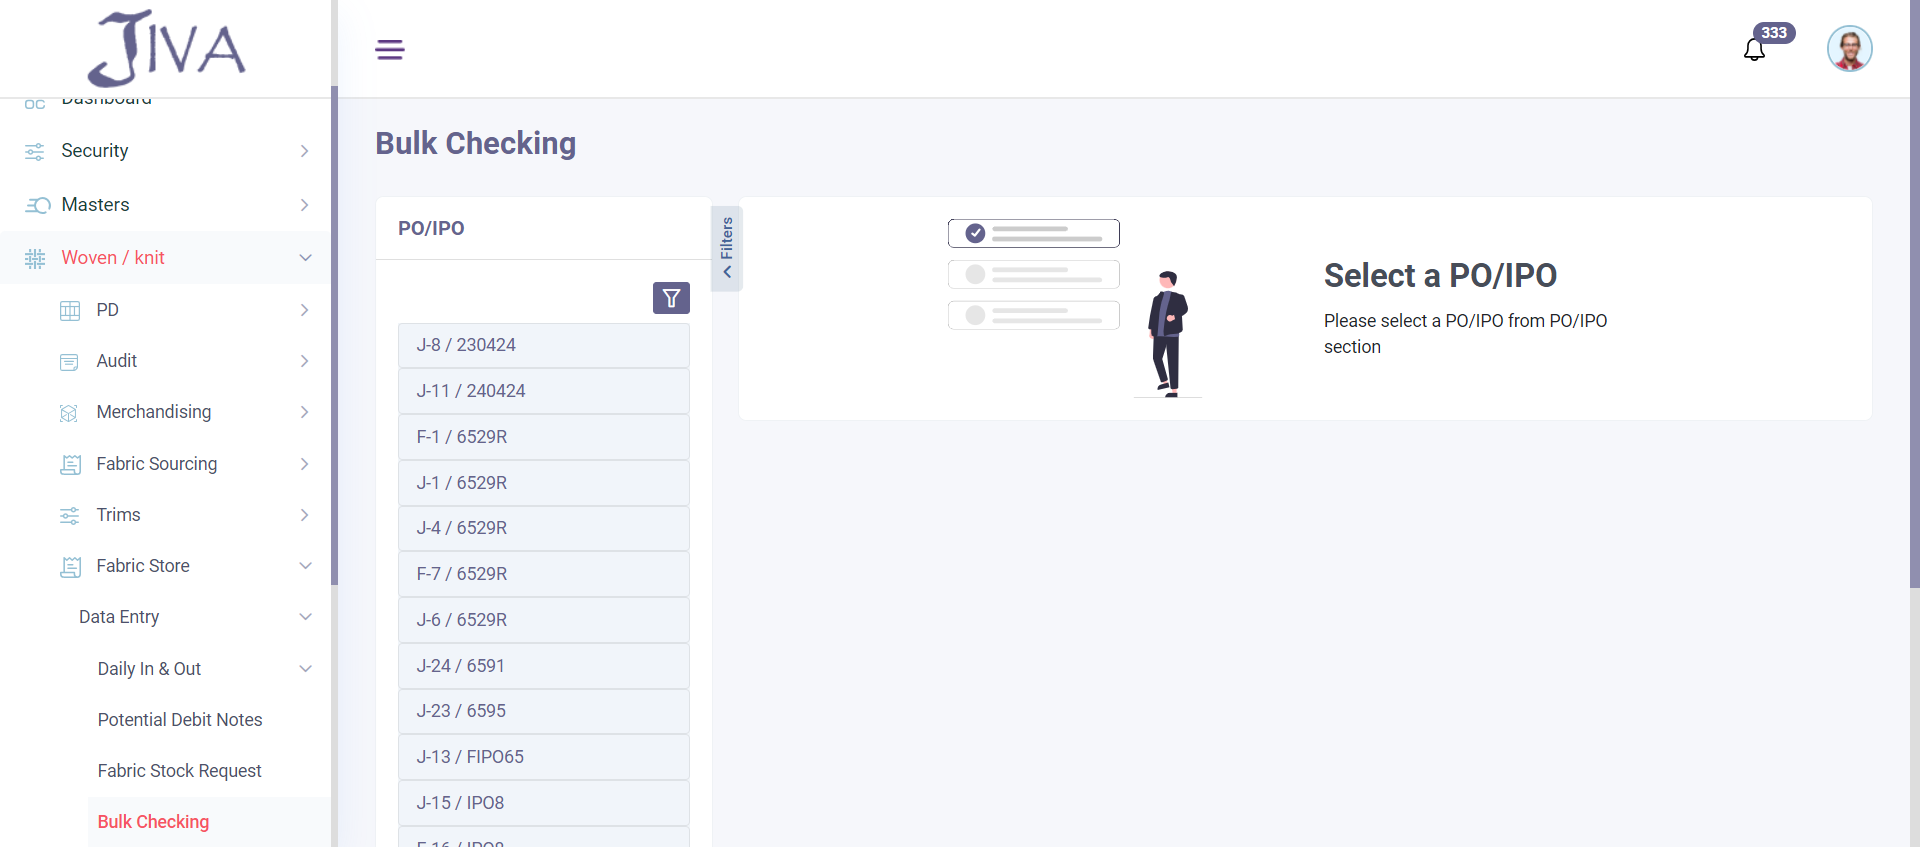 JIVA
333
Dashboard
Security
Masters
Woven / knit
PD
Audit
Merchandising
Fabric Sourcing
Trims
Fabric Store
Data Entry
Daily In & Out
Potential Debit Notes
Fabric Stock Request
Bulk Checking
Bulk Checking
PO/IPO
J-8 / 230424
J-11 / 240424
F-1 / 6529R
J-1 / 6529R
J-4 / 6529R
F-7 / 6529R
J-6 / 6529R
J-24 / 6591
J-23 / 6595
J-13 / FIPO65
J-15 / IPO8
F-16 / IPO8
Filters
Select a PO/IPO
Please select a PO/IPO from PO/IPO
section